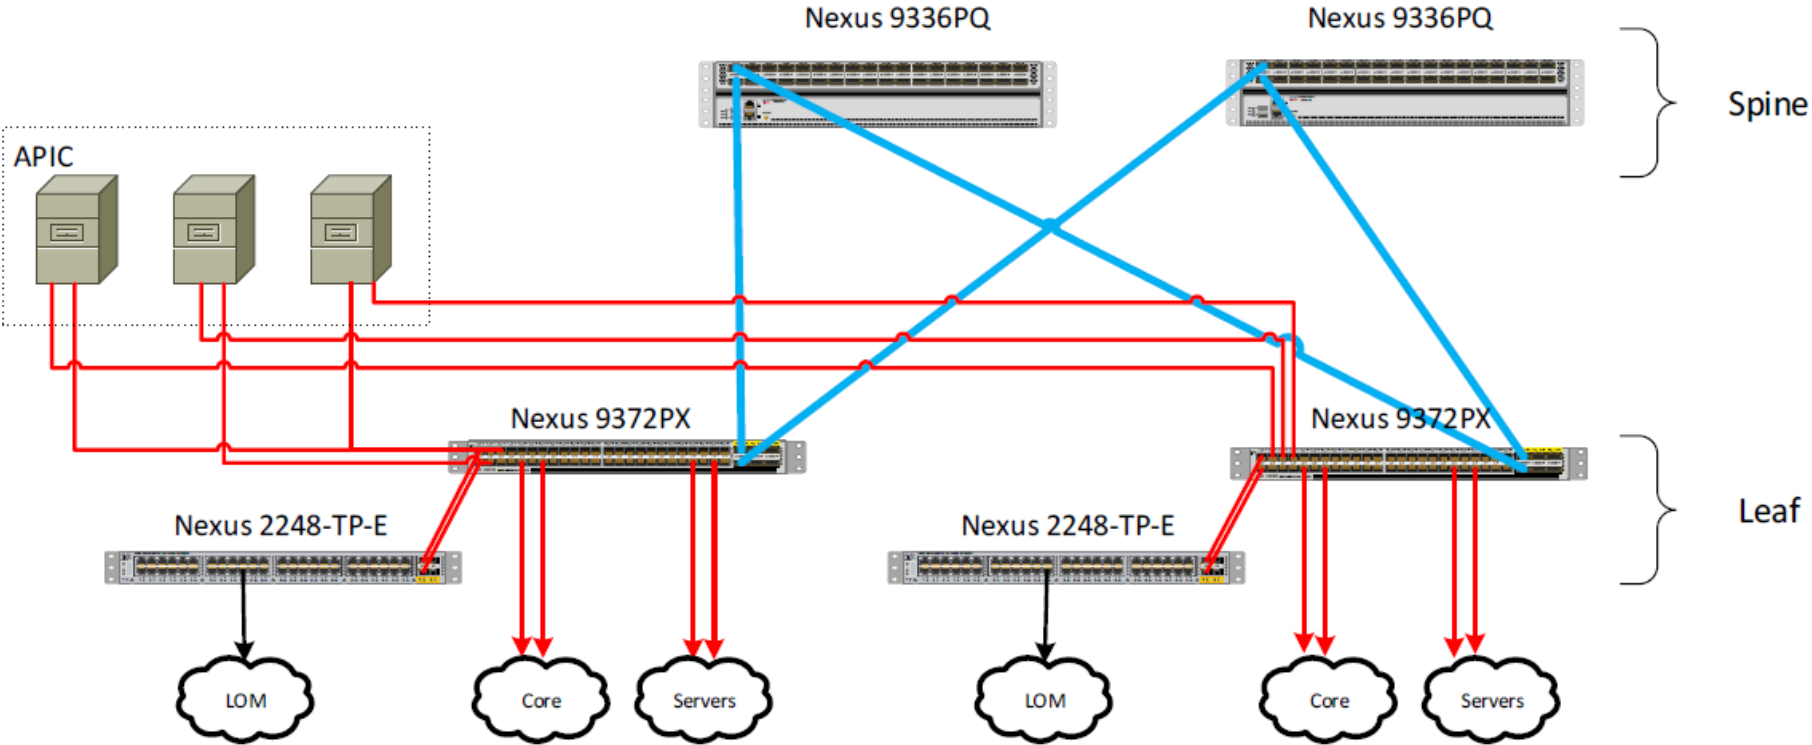 Nexus 9336PQ
Nexus 9336PQ
Spine
APIC
Nexus 9372PX
Nexus 9372PX
Leaf
Nexus 2248-TP-E
Nexus 2248-TP-E
LOM
Core
Servers
LOM
Core
Servers